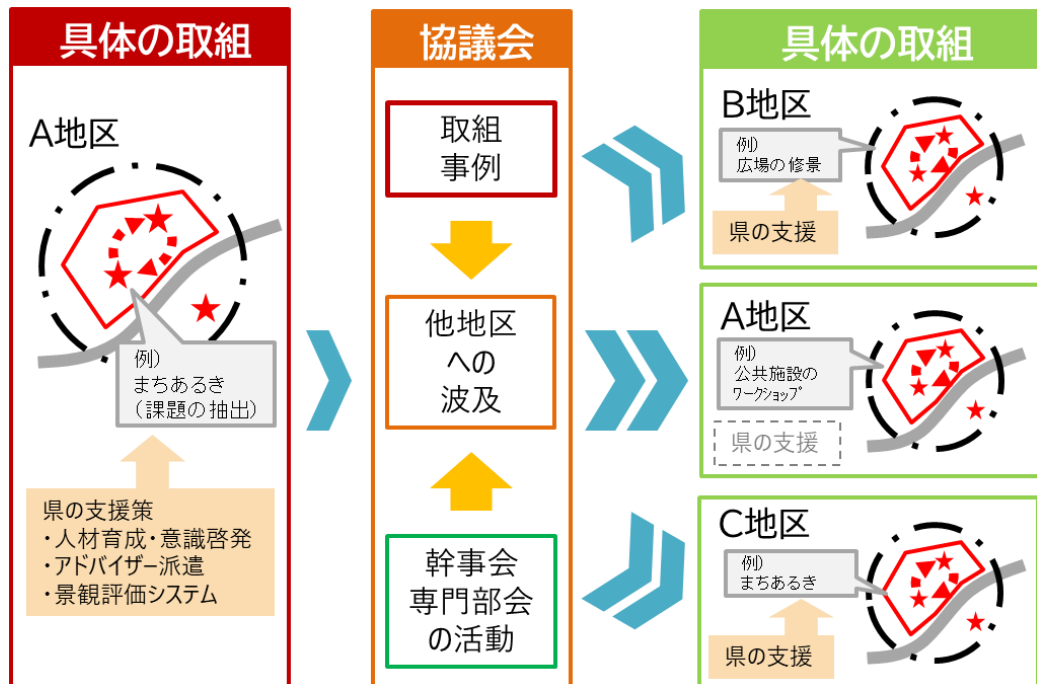 具体の取組
A地区
例)
まちあるき
(課題の抽出)
県の支援策
・人材育成・意識啓発
・アドバイザー派遣
・景観評価システム
協議会
取組
事例
他地区
への
波及
幹事会
専門部会
の活動
具体の取組
B地区
例)
広場の修景
県の支援
A地区
例)
公共施設の
ワークショップ
県の支援
C地区
例)
まちあるき
県の支援